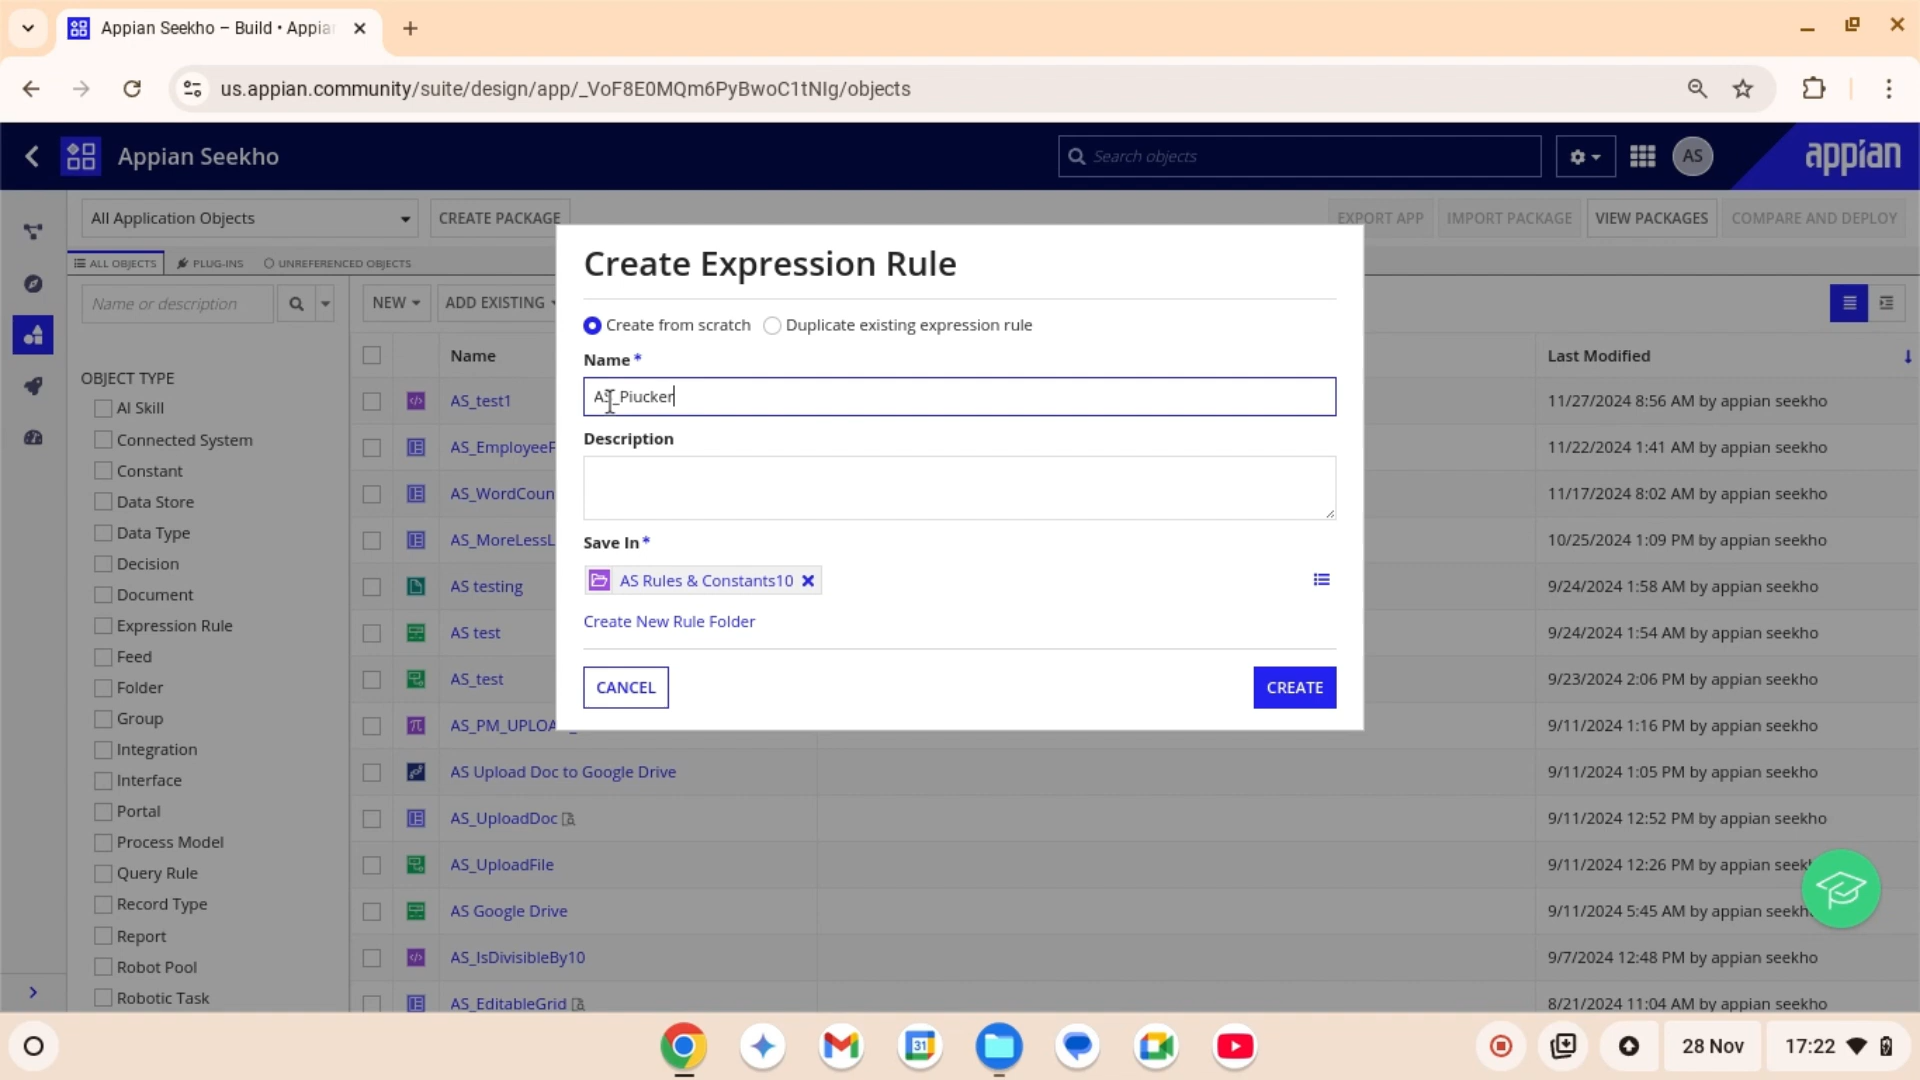 Appian Seekho – Build • Appia
us.appian.community/suite/design/app/_VoF8E0MQm6PyBwoC1tNIg/objects
Appian Seekho
Search objects
AS
appian
All Application Objects
CREATE PACKAGE
EXPORT APP
IMPORT PACKAGE
VIEW PACKAGES
COMPARE AND DEPLOY
ALL OBJECTS
PLUG-INS
UNREFERENCED OBJECTS
Name or description
NEW
ADD EXISTING
OBJECT TYPE
AI Skill
Connected System
Constant
Data Store
Data Type
Decision
Document
Expression Rule
Feed
Folder
Group
Integration
Interface
Portal
Process Model
Query Rule
Record Type
Report
Robot Pool
Robotic Task
Name
Last Modified
AS_test1
11/27/2024 8:56 AM by appian seekho
AS_EmployeeF
11/22/2024 1:41 AM by appian seekho
AS_WordCoun
11/17/2024 8:02 AM by appian seekho
AS_MoreLessL
10/25/2024 1:09 PM by appian seekho
AS testing
9/24/2024 1:58 AM by appian seekho
AS test
9/24/2024 1:54 AM by appian seekho
AS_test
9/23/2024 2:06 PM by appian seekho
AS_PM_UPLOA
9/11/2024 1:16 PM by appian seekho
AS Upload Doc to Google Drive
9/11/2024 1:05 PM by appian seekho
AS_UploadDoc
9/11/2024 12:52 PM by appian seekho
AS_UploadFile
9/11/2024 12:26 PM by appian seekh
AS Google Drive
9/11/2024 5:45 AM by appian seekh
AS_IsDivisibleBy10
9/7/2024 12:48 PM by appian seekho
AS_EditableGrid
8/21/2024 11:04 AM by appian seekho
Create Expression Rule
Create from scratch
Duplicate existing expression rule
Name *
AS_Piucker
Description
Save In *
AS Rules & Constants10
Create New Rule Folder
CANCEL
CREATE
31
28 Nov
17:22